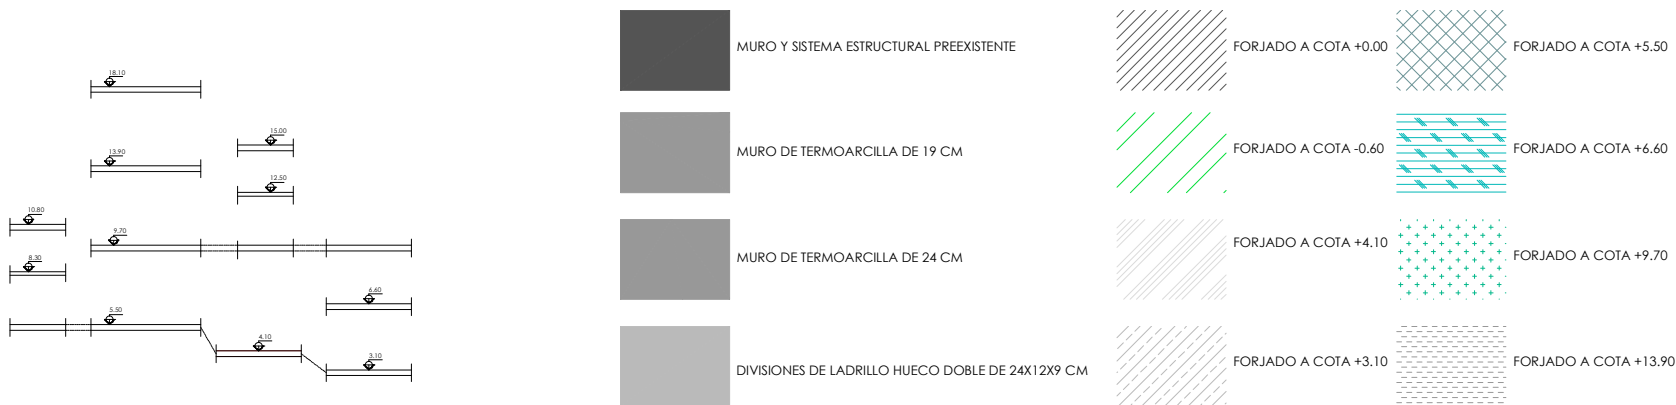 18.10
15.00
13.90
12.50
10.80
9.70
8.30
6.60
5.50
4.10
3.10
MURO Y SISTEMA ESTRUCTURAL PREEXISTENTE
MURO DE TERMOARCILLA DE 19 CM
MURO DE TERMOARCILLA DE 24 CM
DIVISIONES DE LADRILLO HUECO DOBLE DE 24X12X9 CM
FORJADO A COTA +0.00
FORJADO A COTA -0.60
FORJADO A COTA +4.10
FORJADO A COTA +3.10
FORJADO A COTA +5.50
FORJADO A COTA +6.60
FORJADO A COTA +9.70
FORJADO A COTA +13.90